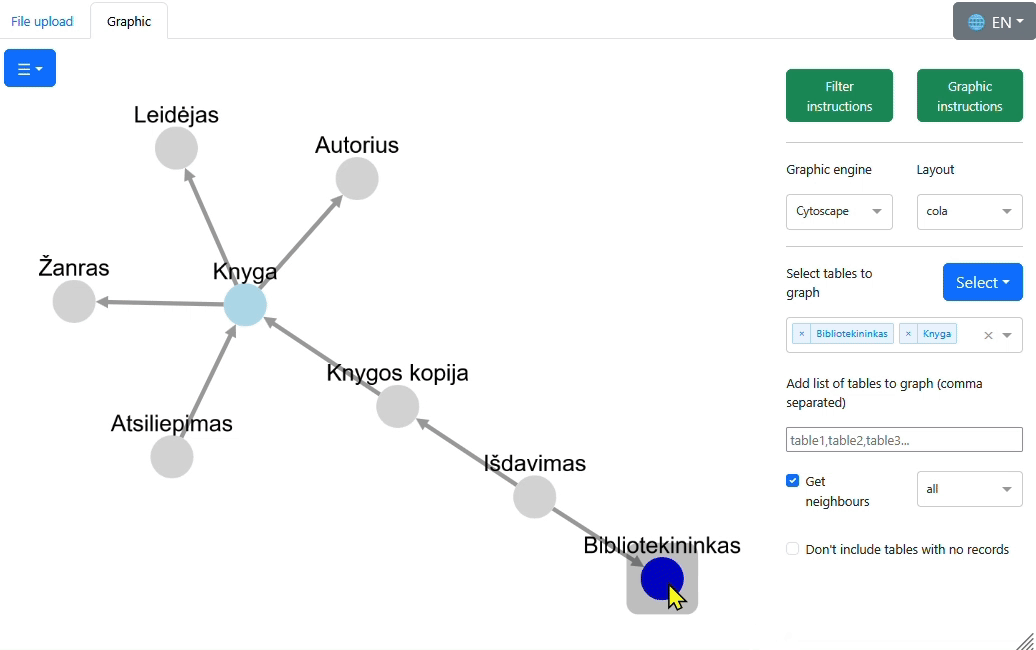 File upload
Graphic
EN
Filter
instructions
Graphic
instructions
Graphic engine
Layout
Cytoscape
cola
Select tables to
graph
Select
× Bibliotekininkas
× Knyga
×
Add list of tables to graph (comma
separated)
table1,table2,table3...
Get
neighbours
all
Don't include tables with no records
Leidėjas
Autorius
Žanras
Knyga
Knygos kopija
Atsiliepimas
Išdavimas
Bibliotekininkas